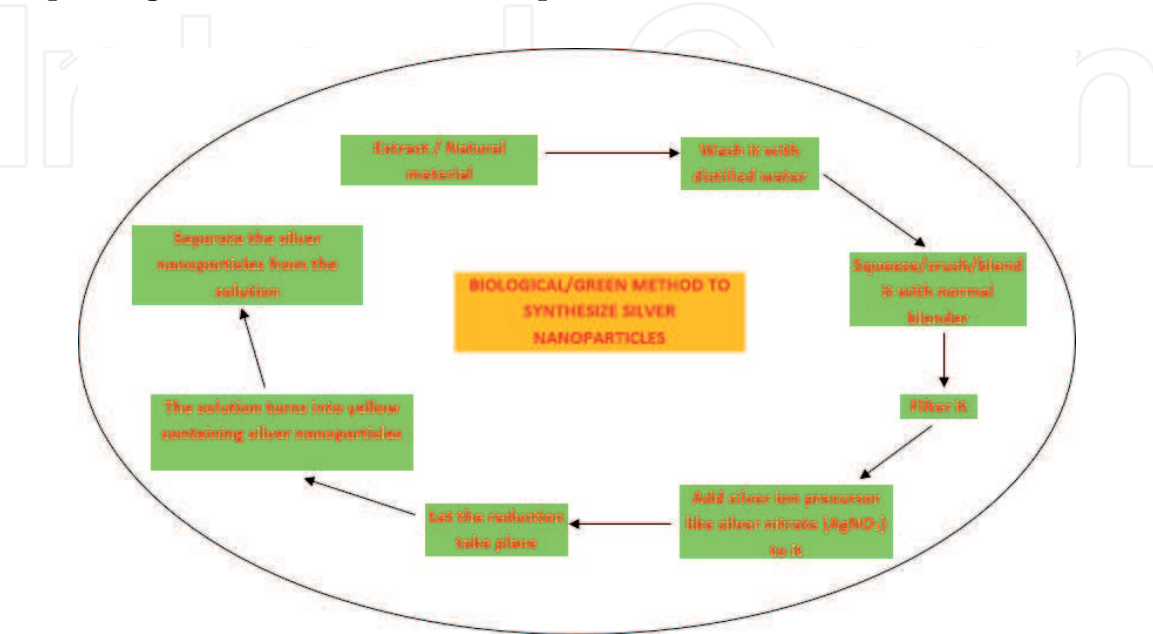 Extract / Natural
material
Wash it with
distilled water
Squeeze/crush/blend
it with normal
blender
Filter it
Add silver ion precursor
like silver nitrate (AgNO₃)
to it
Let the reduction
take place
The solution turns into yellow
containing silver nanoparticles
Separate the silver
nanoparticles from the
solution
BIOLOGICAL/GREEN METHOD TO
SYNTHESIZE SILVER
NANOPARTICLES